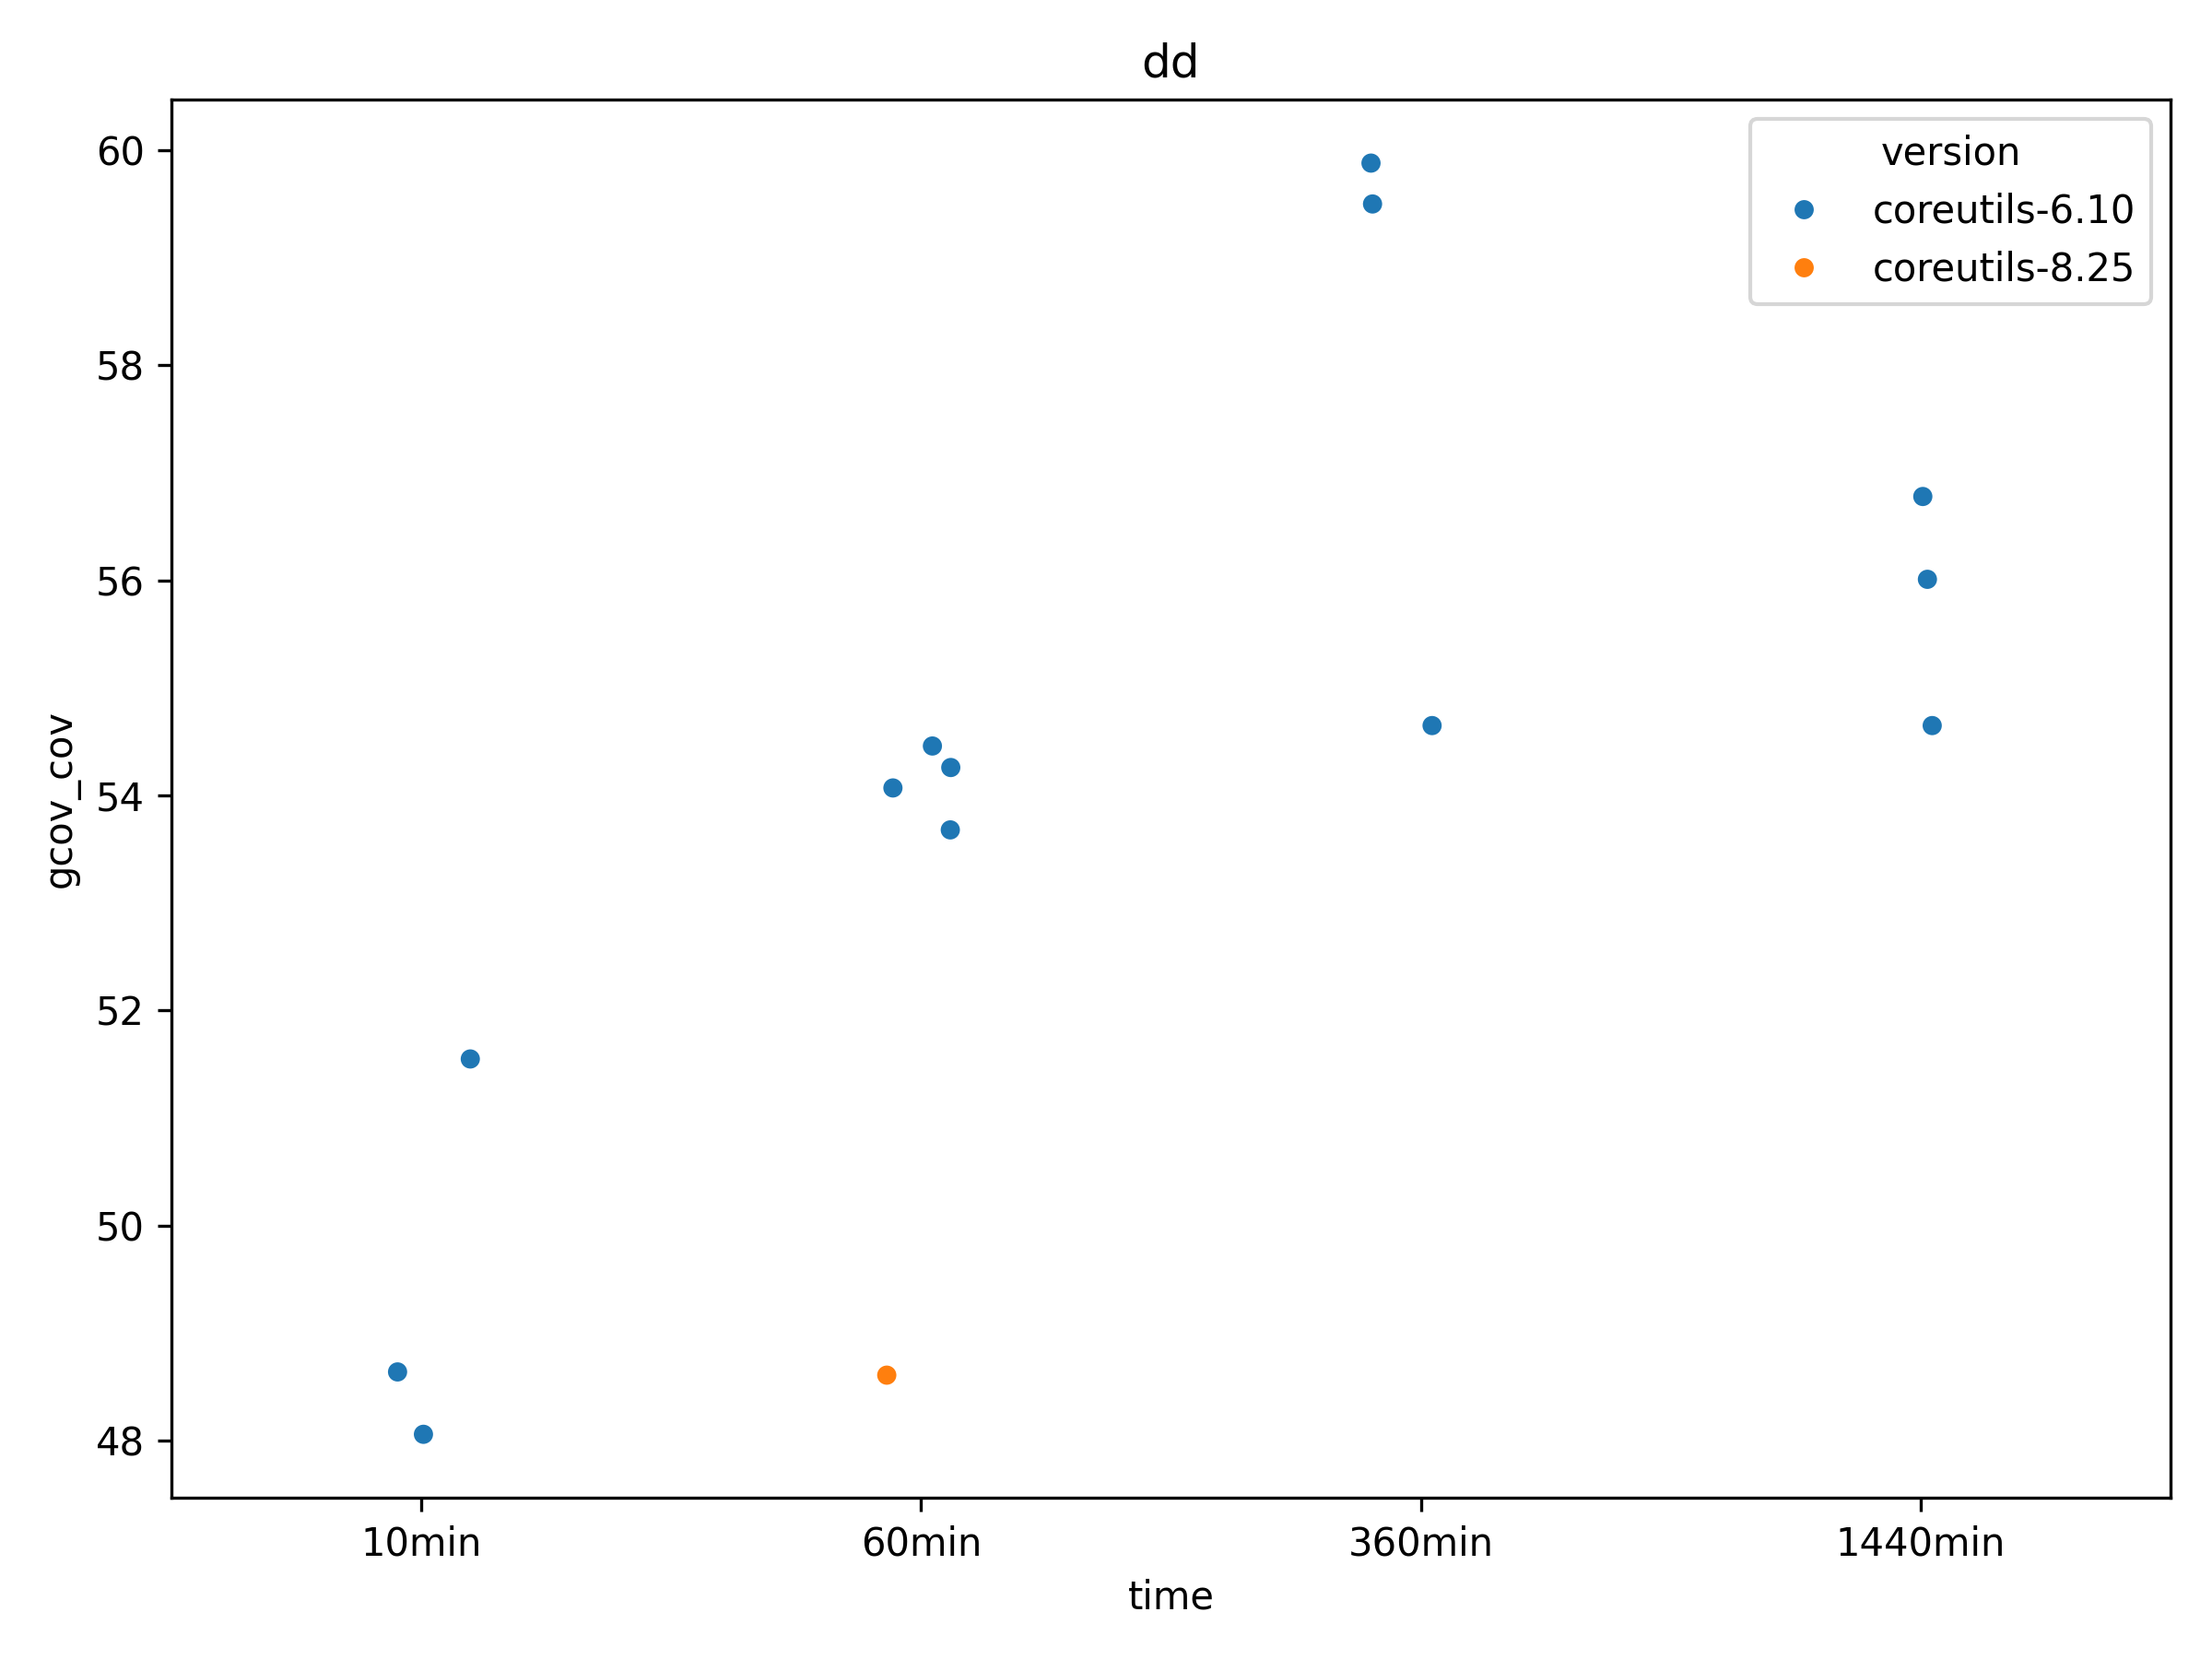 dd
version
coreutils-6.10
coreutils-8.25
60
58
56
54
52
50
48
gcov_cov
10min
60min
360min
1440min
time